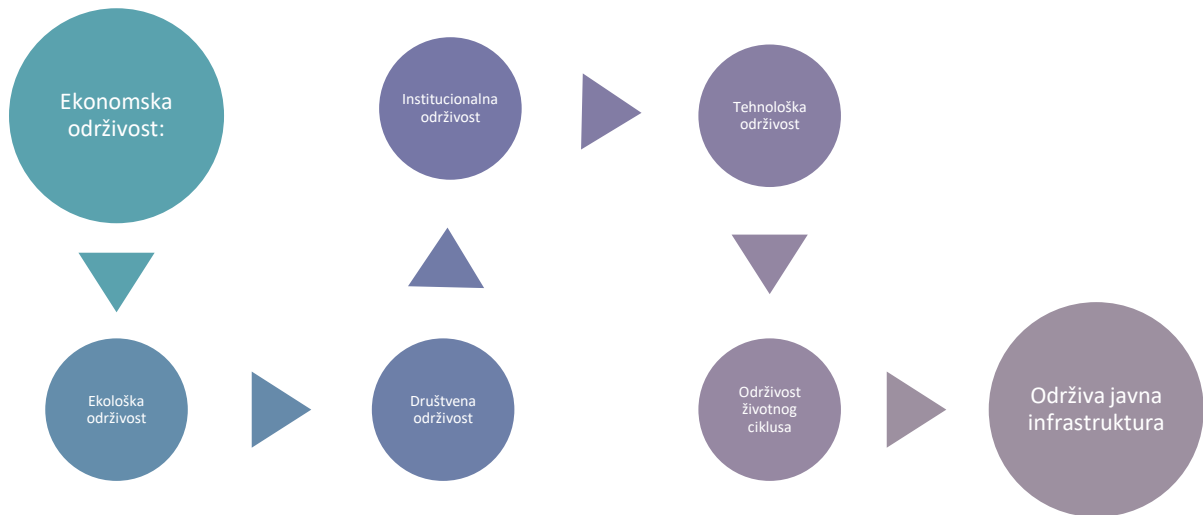 Ekonomska
održivost:
Ekološka
održivost
Društvena
održivost
Institucionalna
održivost
Tehnološka
održivost
Održivost
životnog
ciklusa
Održiva javna
infrastruktura